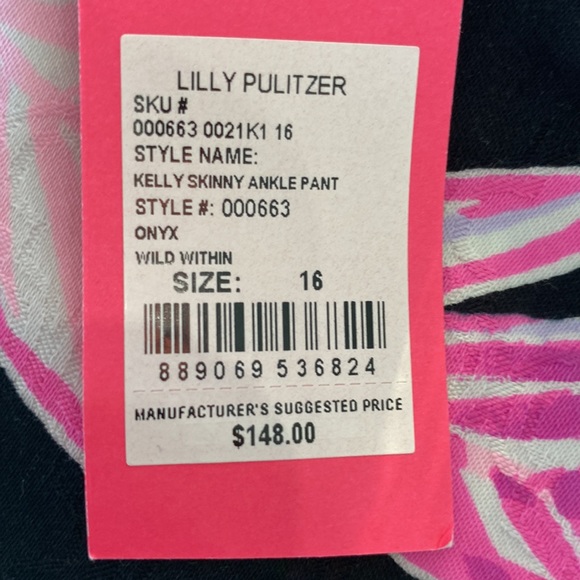 LILLY PULITZER
SKU #
000663 0021K1 16
STYLE NAME:
KELLY SKINNY ANKLE PANT
STYLE #: 000663
ONYX
WILD WITHIN
SIZE: 16
889069 536824
MANUFACTURER'S SUGGESTED PRICE
$148.00